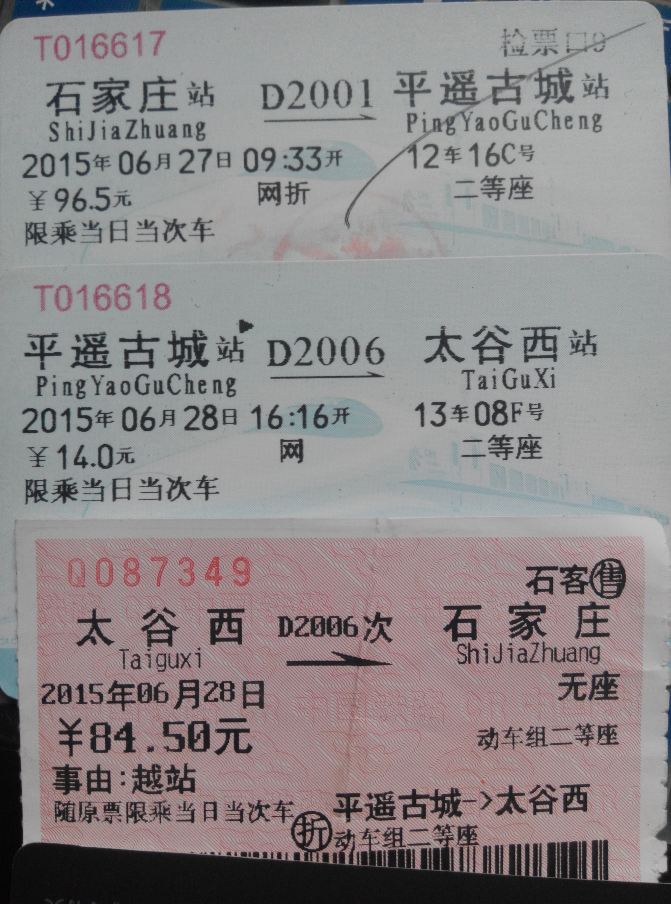 T016617 检票口9
石家庄站 D2001 平遥古城站
ShiJiaZhuang PingYaoGuCheng
2015年06月27日 09:33开 12车16C号
￥96.5元 网折 二等座
限乘当日当次车
T016618
平遥古城站 D2006 太谷西站
PingYaoGuCheng TaiGuXi
2015年06月28日 16:16开 13车08F号
￥14.0元 网 二等座
限乘当日当次车
Q087349 石客售
太谷西 D2006次 石家庄
Taiguxi ShiJiaZhuang
2015年06月28日 无座
￥84.50元 动车组二等座
事由:越站
随原票限乘当日当次车 平遥古城->太谷西
折 动车组二等座